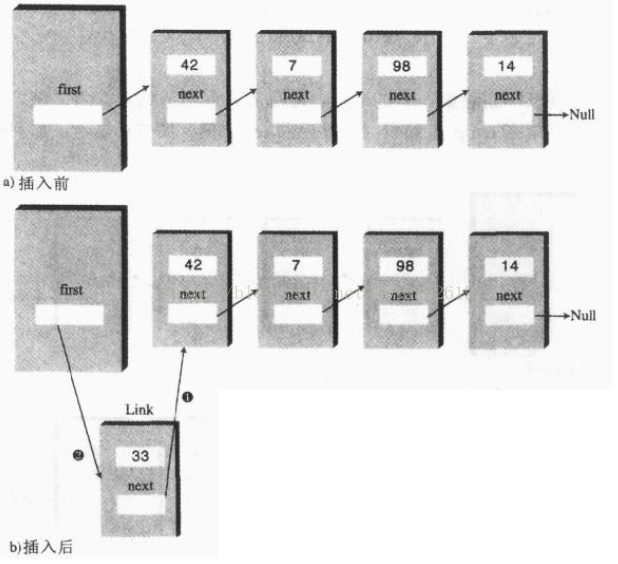 42
7
98
14
first
next
next
next
next
Null
a) 插入前
42
7
98
14
first
next
next
next
next
Null
Link
❶
❷
33
next
b)插入后